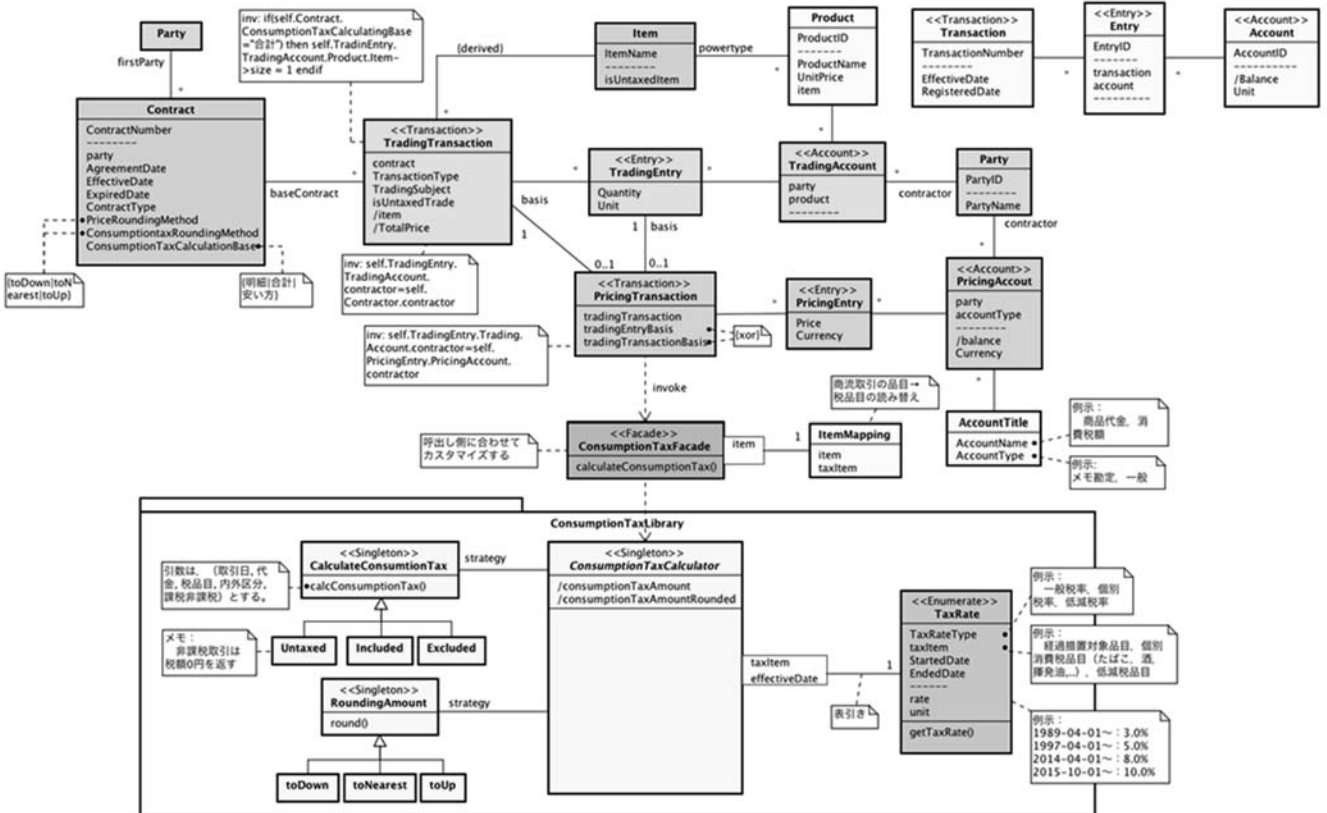 Party
firstParty
*
Contract
ContractNumber
--------
party
AgreementDate
EffectiveDate
ExpiredDate
ContractType
PriceRoundingMethod
ConsumptiontaxRoundingMethod
ConsumptionTaxCalculationBase
{toDown|toN
earest|toUp}
{明細|合計|
安い方}
inv: if(self.Contract.
ConsumptionTaxCalculatingBase
="合計") then self.TradinEntry.
TradingAccount.Product.Item-
>size = 1 endif
{derived}
*
*
baseContract
<<Transaction>>
TradingTransaction
contract
TransactionType
TradingSubject
isUntaxedTrade
/item
/TotalPrice
inv: self.TradingEntry.
TradingAccount.
contractor=self.
Contractor.contractor
Item
ItemName
--------
isUntaxedItem
powertype
*
Product
ProductID
-------
ProductName
UnitPrice
item
*
<<Transaction>>
Transaction
TransactionNumber
--------
EffectiveDate
RegisteredDate
*
<<Entry>>
Entry
EntryID
--------
transaction
account
---------
*
<<Account>>
Account
AccountID
--------
/Balance
Unit
*
<<Entry>>
TradingEntry
Quantity
Unit
*
<<Account>>
TradingAccount
party
product
--------
*
contractor
Party
PartyID
--------
PartyName
contractor
*
basis
1
1
basis
0..1
0..1
<<Transaction>>
PricingTransaction
tradingTransaction
tradingEntryBasis
tradingTransactionBasis
{xor}
inv: self.TradingEntry.Trading.
Account.contractor=self.
PricingEntry.PricingAccount.
contractor
*
<<Entry>>
PricingEntry
Price
Currency
*
<<Account>>
PricingAccout
party
accountType
--------
/balance
Currency
*
AccountTitle
AccountName
AccountType
例示：
商品代金，消
費税額
例示:
メモ勘定，一般
invoke
商流取引の品目→
税品目の読み替え
呼出し側に合わせて
カスタマイズする
<<Facade>>
ConsumptionTaxFacade
calculateConsumptionTax()
item
1
ItemMapping
item
taxItem
ConsumptionTaxLibrary
引数は，（取引日，代
金，税品目，内外区分，
課税非課税）とする。
<<Singleton>>
CalculateConsumtionTax
calcConsumptionTax()
strategy
メモ：
非課税取引は
税額0円を返す
Untaxed
Included
Excluded
<<Singleton>>
RoundingAmount
round()
strategy
toDown
toNearest
toUp
<<Singleton>>
ConsumptionTaxCalculator
/consumptionTaxAmount
/consumptionTaxAmountRounded
taxItem
effectiveDate
1
表引き
<<Enumerate>>
TaxRate
TaxRateType
taxItem
StartedDate
EndedDate
------
rate
unit
getTaxRate()
例示：
一般税率，個別
税率，低減税率
例示：
経過措置対象品目，個別
消費税品目（たばこ，酒，
揮発油,..），低減税品目
例示：
1989-04-01～：3.0%
1997-04-01～：5.0%
2014-04-01～：8.0%
2015-10-01～：10.0%